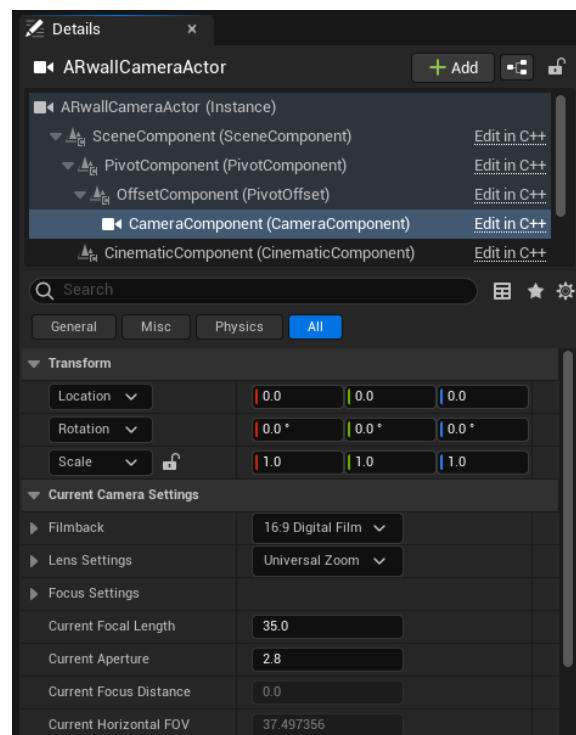 Details ×
ARwallCameraActor + Add
ARwallCameraActor (Instance)
SceneComponent (SceneComponent) Edit in C++
PivotComponent (PivotComponent) Edit in C++
OffsetComponent (PivotOffset) Edit in C++
CameraComponent (CameraComponent) Edit in C++
CinematicComponent (CinematicComponent) Edit in C++
Search
General Misc Physics All
Transform
Location 0.0 0.0 0.0
Rotation 0.0 ° 0.0 ° 0.0 °
Scale 1.0 1.0 1.0
Current Camera Settings
Filmback 16:9 Digital Film
Lens Settings Universal Zoom
Focus Settings
Current Focal Length 35.0
Current Aperture 2.8
Current Focus Distance 0.0
Current Horizontal FOV 37.497356